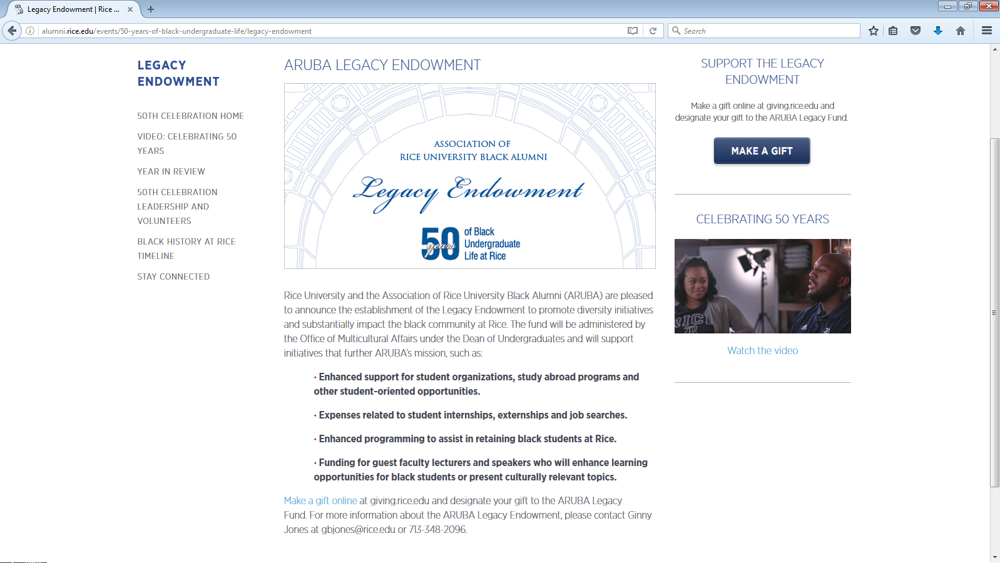 Legacy Endowment | Rice ...
alumni.rice.edu/events/50-years-of-black-undergraduate-life/legacy-endowment
Search
LEGACY
ENDOWMENT
50TH CELEBRATION HOME
VIDEO: CELEBRATING 50
YEARS
YEAR IN REVIEW
50TH CELEBRATION
LEADERSHIP AND
VOLUNTEERS
BLACK HISTORY AT RICE
TIMELINE
STAY CONNECTED
ARUBA LEGACY ENDOWMENT
ASSOCIATION OF
RICE UNIVERSITY BLACK ALUMNI
Legacy Endowment
50 years
of Black
Undergraduate
Life at Rice
Rice University and the Association of Rice University Black Alumni (ARUBA) are pleased
to announce the establishment of the Legacy Endowment to promote diversity initiatives
and substantially impact the black community at Rice. The fund will be administered by
the Office of Multicultural Affairs under the Dean of Undergraduates and will support
initiatives that further ARUBA's mission, such as:
· Enhanced support for student organizations, study abroad programs and
other student-oriented opportunities.
· Expenses related to student internships, externships and job searches.
· Enhanced programming to assist in retaining black students at Rice.
· Funding for guest faculty lecturers and speakers who will enhance learning
opportunities for black students or present culturally relevant topics.
Make a gift online at giving.rice.edu and designate your gift to the ARUBA Legacy
Fund. For more information about the ARUBA Legacy Endowment, please contact Ginny
Jones at gbjones@rice.edu or 713-348-2096.
SUPPORT THE LEGACY
ENDOWMENT
Make a gift online at giving.rice.edu and
designate your gift to the ARUBA Legacy Fund.
MAKE A GIFT
CELEBRATING 50 YEARS
RICE
Watch the video